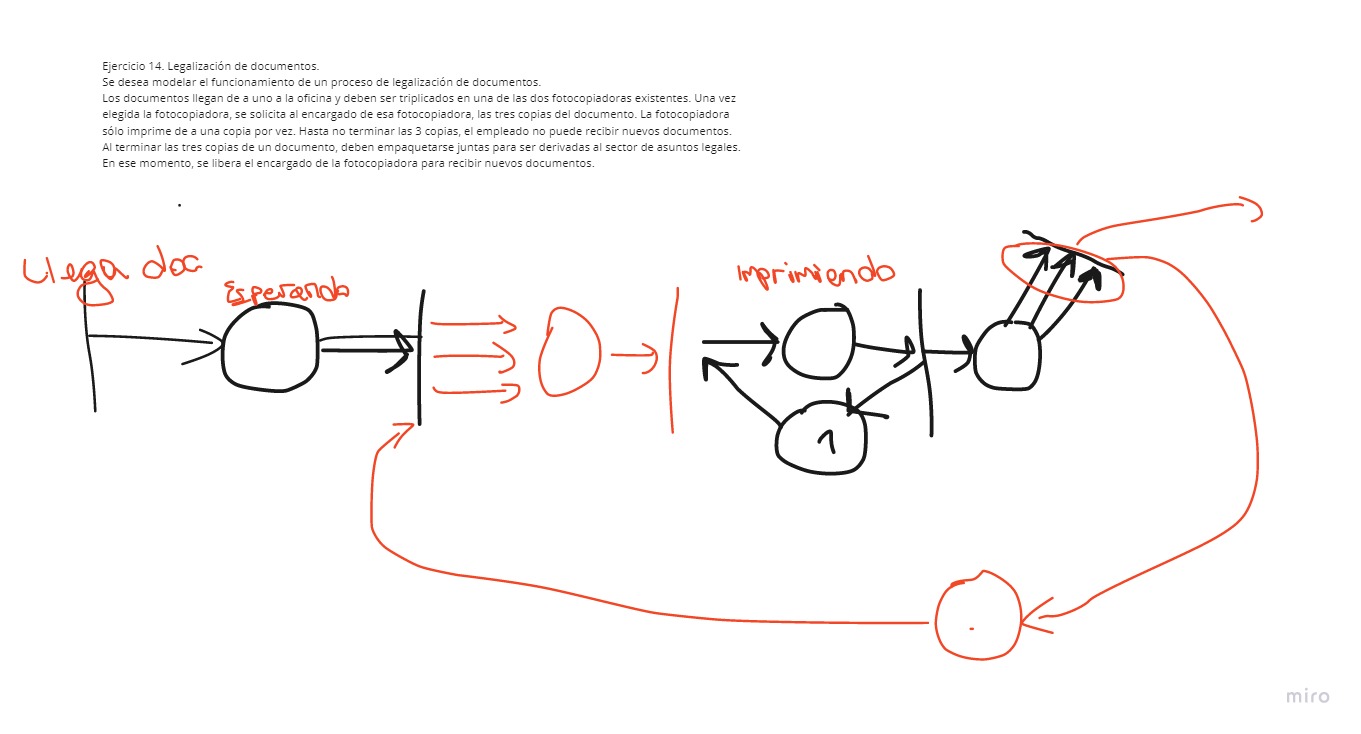 Ejercicio 14. Legalización de documentos.
Se desea modelar el funcionamiento de un proceso de legalización de documentos.
Los documentos llegan de a uno a la oficina y deben ser triplicados en una de las dos fotocopiadoras existentes. Una vez
elegida la fotocopiadora, se solicita al encargado de esa fotocopiadora, las tres copias del documento. La fotocopiadora
sólo imprime de a una copia por vez. Hasta no terminar las 3 copias, el empleado no puede recibir nuevos documentos.
Al terminar las tres copias de un documento, deben empaquetarse juntas para ser derivadas al sector de asuntos legales.
En ese momento, se libera el encargado de la fotocopiadora para recibir nuevos documentos.
Llega doc
Esperando
Imprimiendo
1
miro